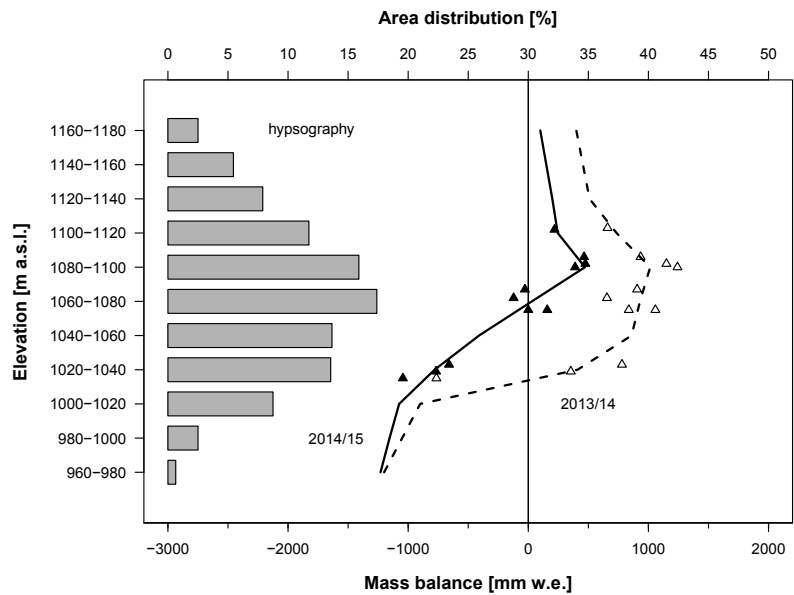 Area distribution [%]
0 5 10 15 20 25 30 35 40 45 50
Elevation [m a.s.l.]
1160−1180
hypsography
1140−1160
1120−1140
1100−1120
1080−1100
1060−1080
1040−1060
1020−1040
1000−1020
2013/14
980−1000
2014/15
960−980
−3000 −2000 −1000 0 1000 2000
Mass balance [mm w.e.]